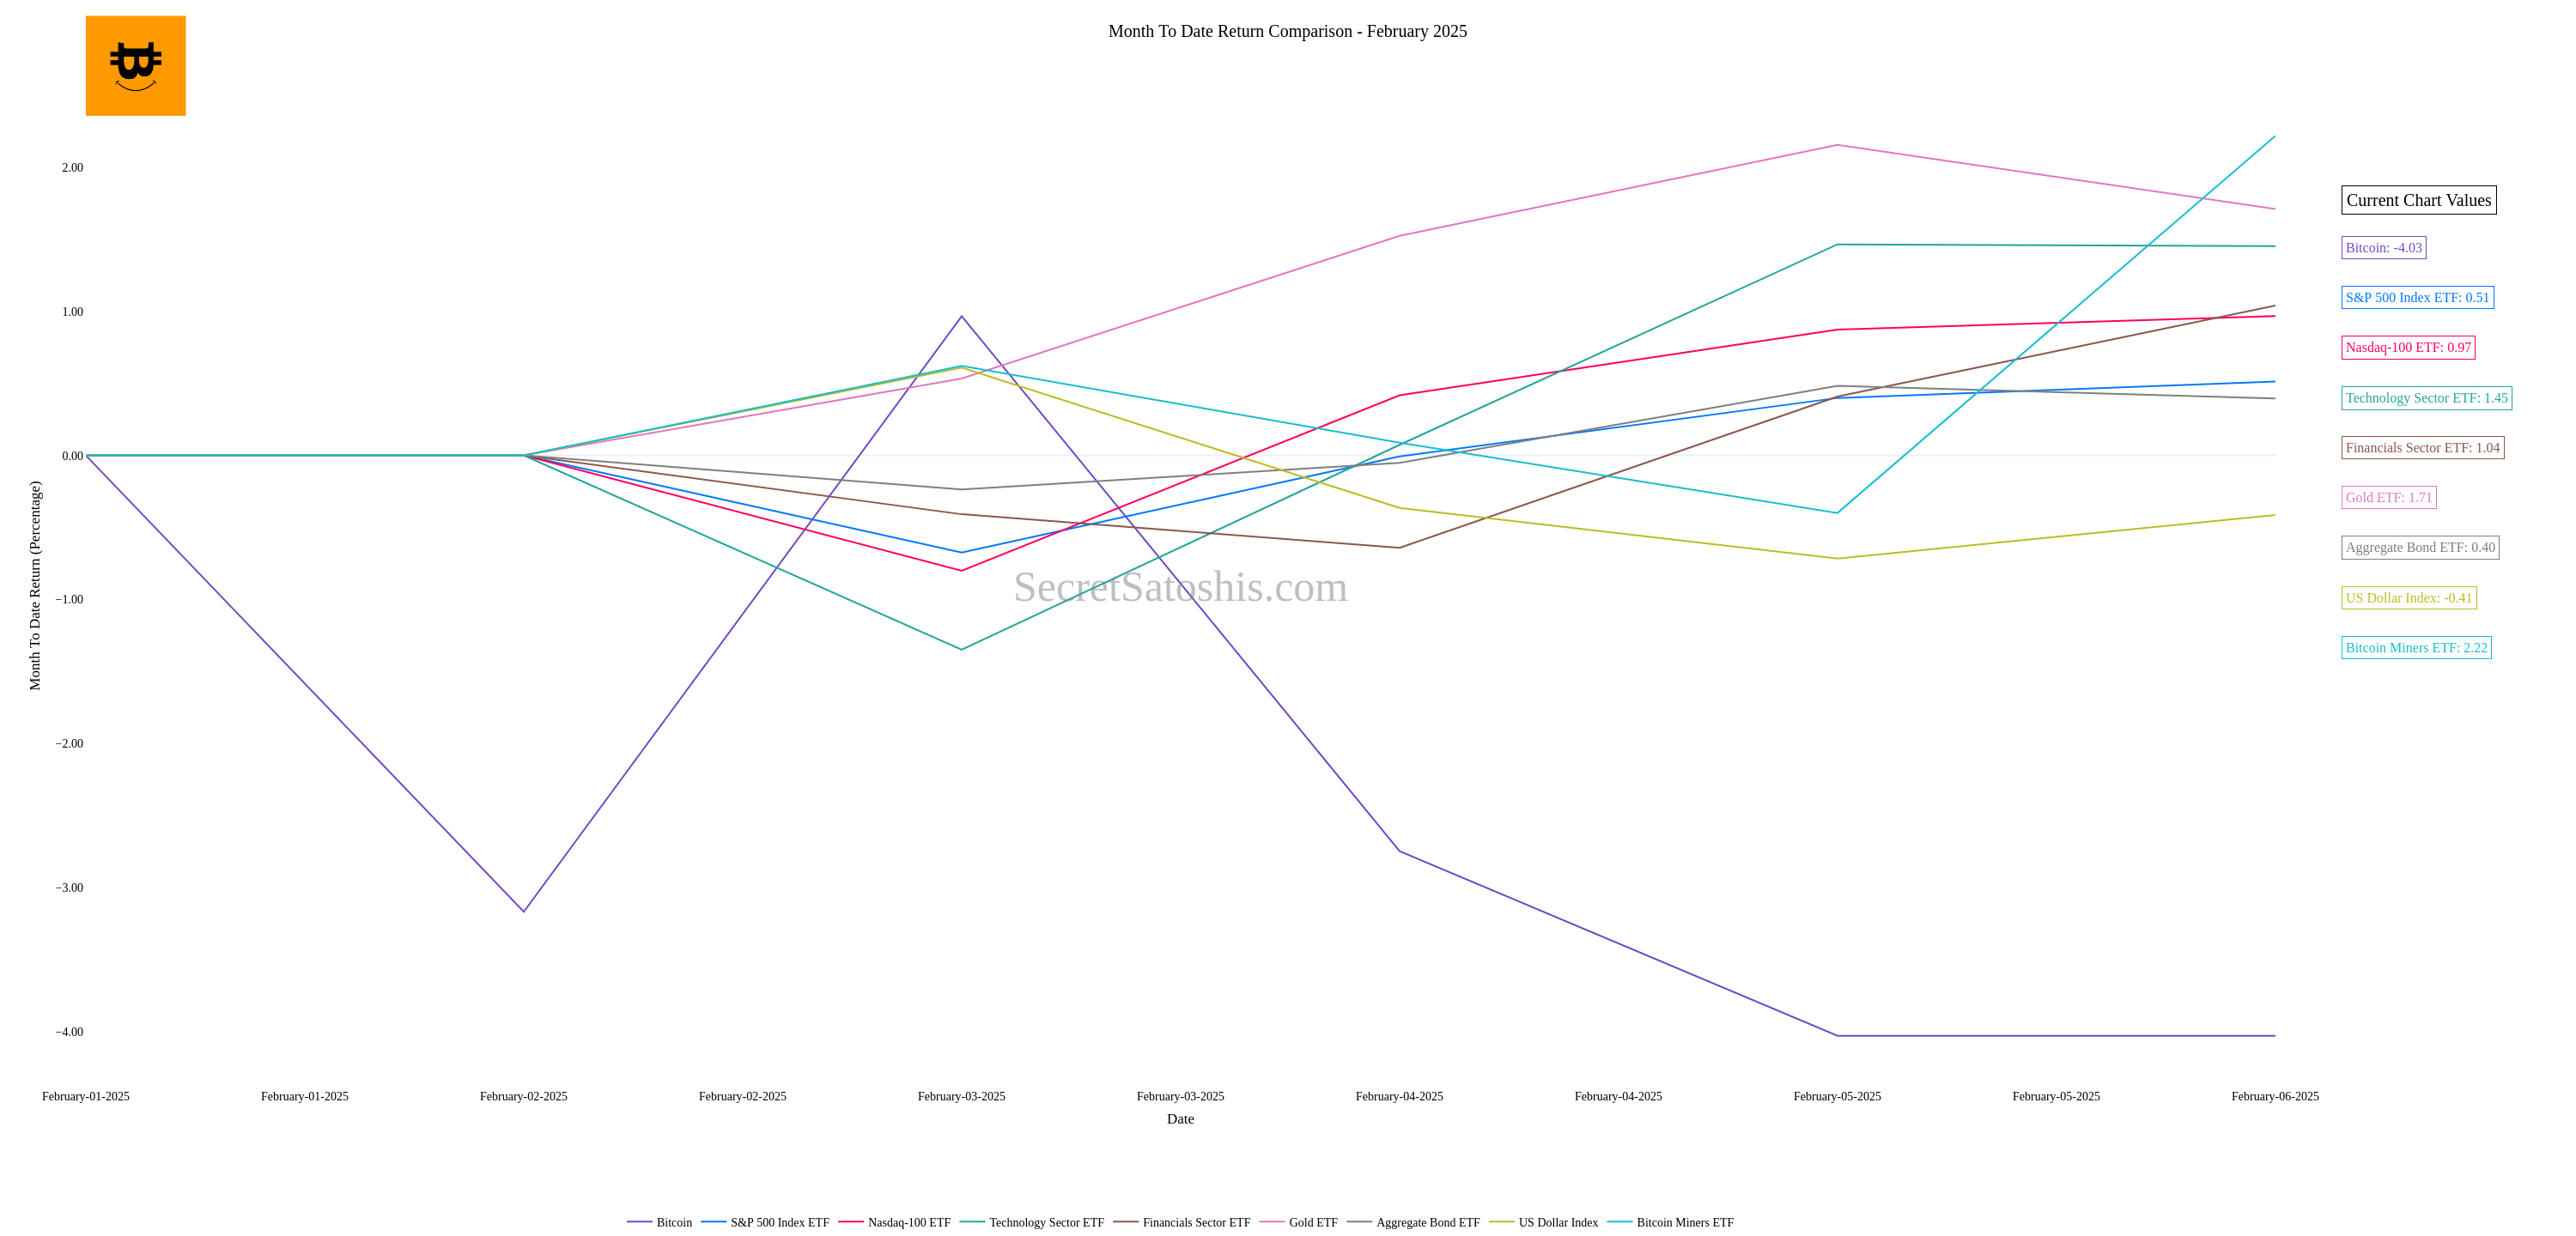 Month To Date Return Comparison - February 2025
2.00
1.00
0.00
−1.00
−2.00
−3.00
−4.00
Month To Date Return (Percentage)
SecretSatoshis.com
Current Chart Values
Bitcoin: -4.03
S&P 500 Index ETF: 0.51
Nasdaq-100 ETF: 0.97
Technology Sector ETF: 1.45
Financials Sector ETF: 1.04
Gold ETF: 1.71
Aggregate Bond ETF: 0.40
US Dollar Index: -0.41
Bitcoin Miners ETF: 2.22
February-01-2025 February-01-2025 February-02-2025 February-02-2025 February-03-2025 February-03-2025 February-04-2025 February-04-2025 February-05-2025 February-05-2025 February-06-2025
Date
Bitcoin S&P 500 Index ETF Nasdaq-100 ETF Technology Sector ETF Financials Sector ETF Gold ETF Aggregate Bond ETF US Dollar Index Bitcoin Miners ETF